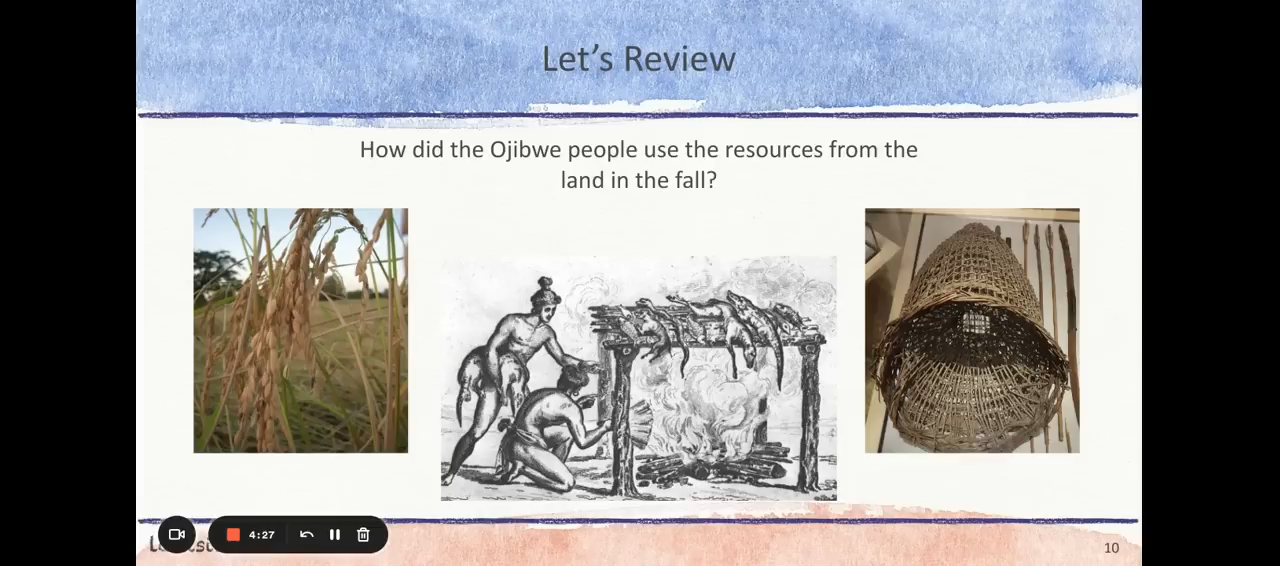 Let's Review
How did the Ojibwe people use the resources from the
land in the fall?
4:27
10